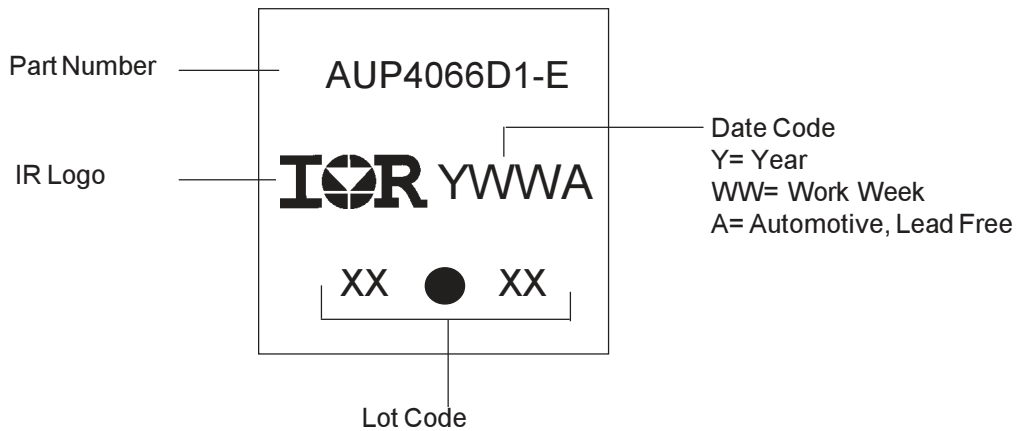 Part Number
AUP4066D1-E
Date Code
Y= Year
WW= Work Week
A= Automotive, Lead Free
IR Logo
IOR YWWA
XX XX
Lot Code